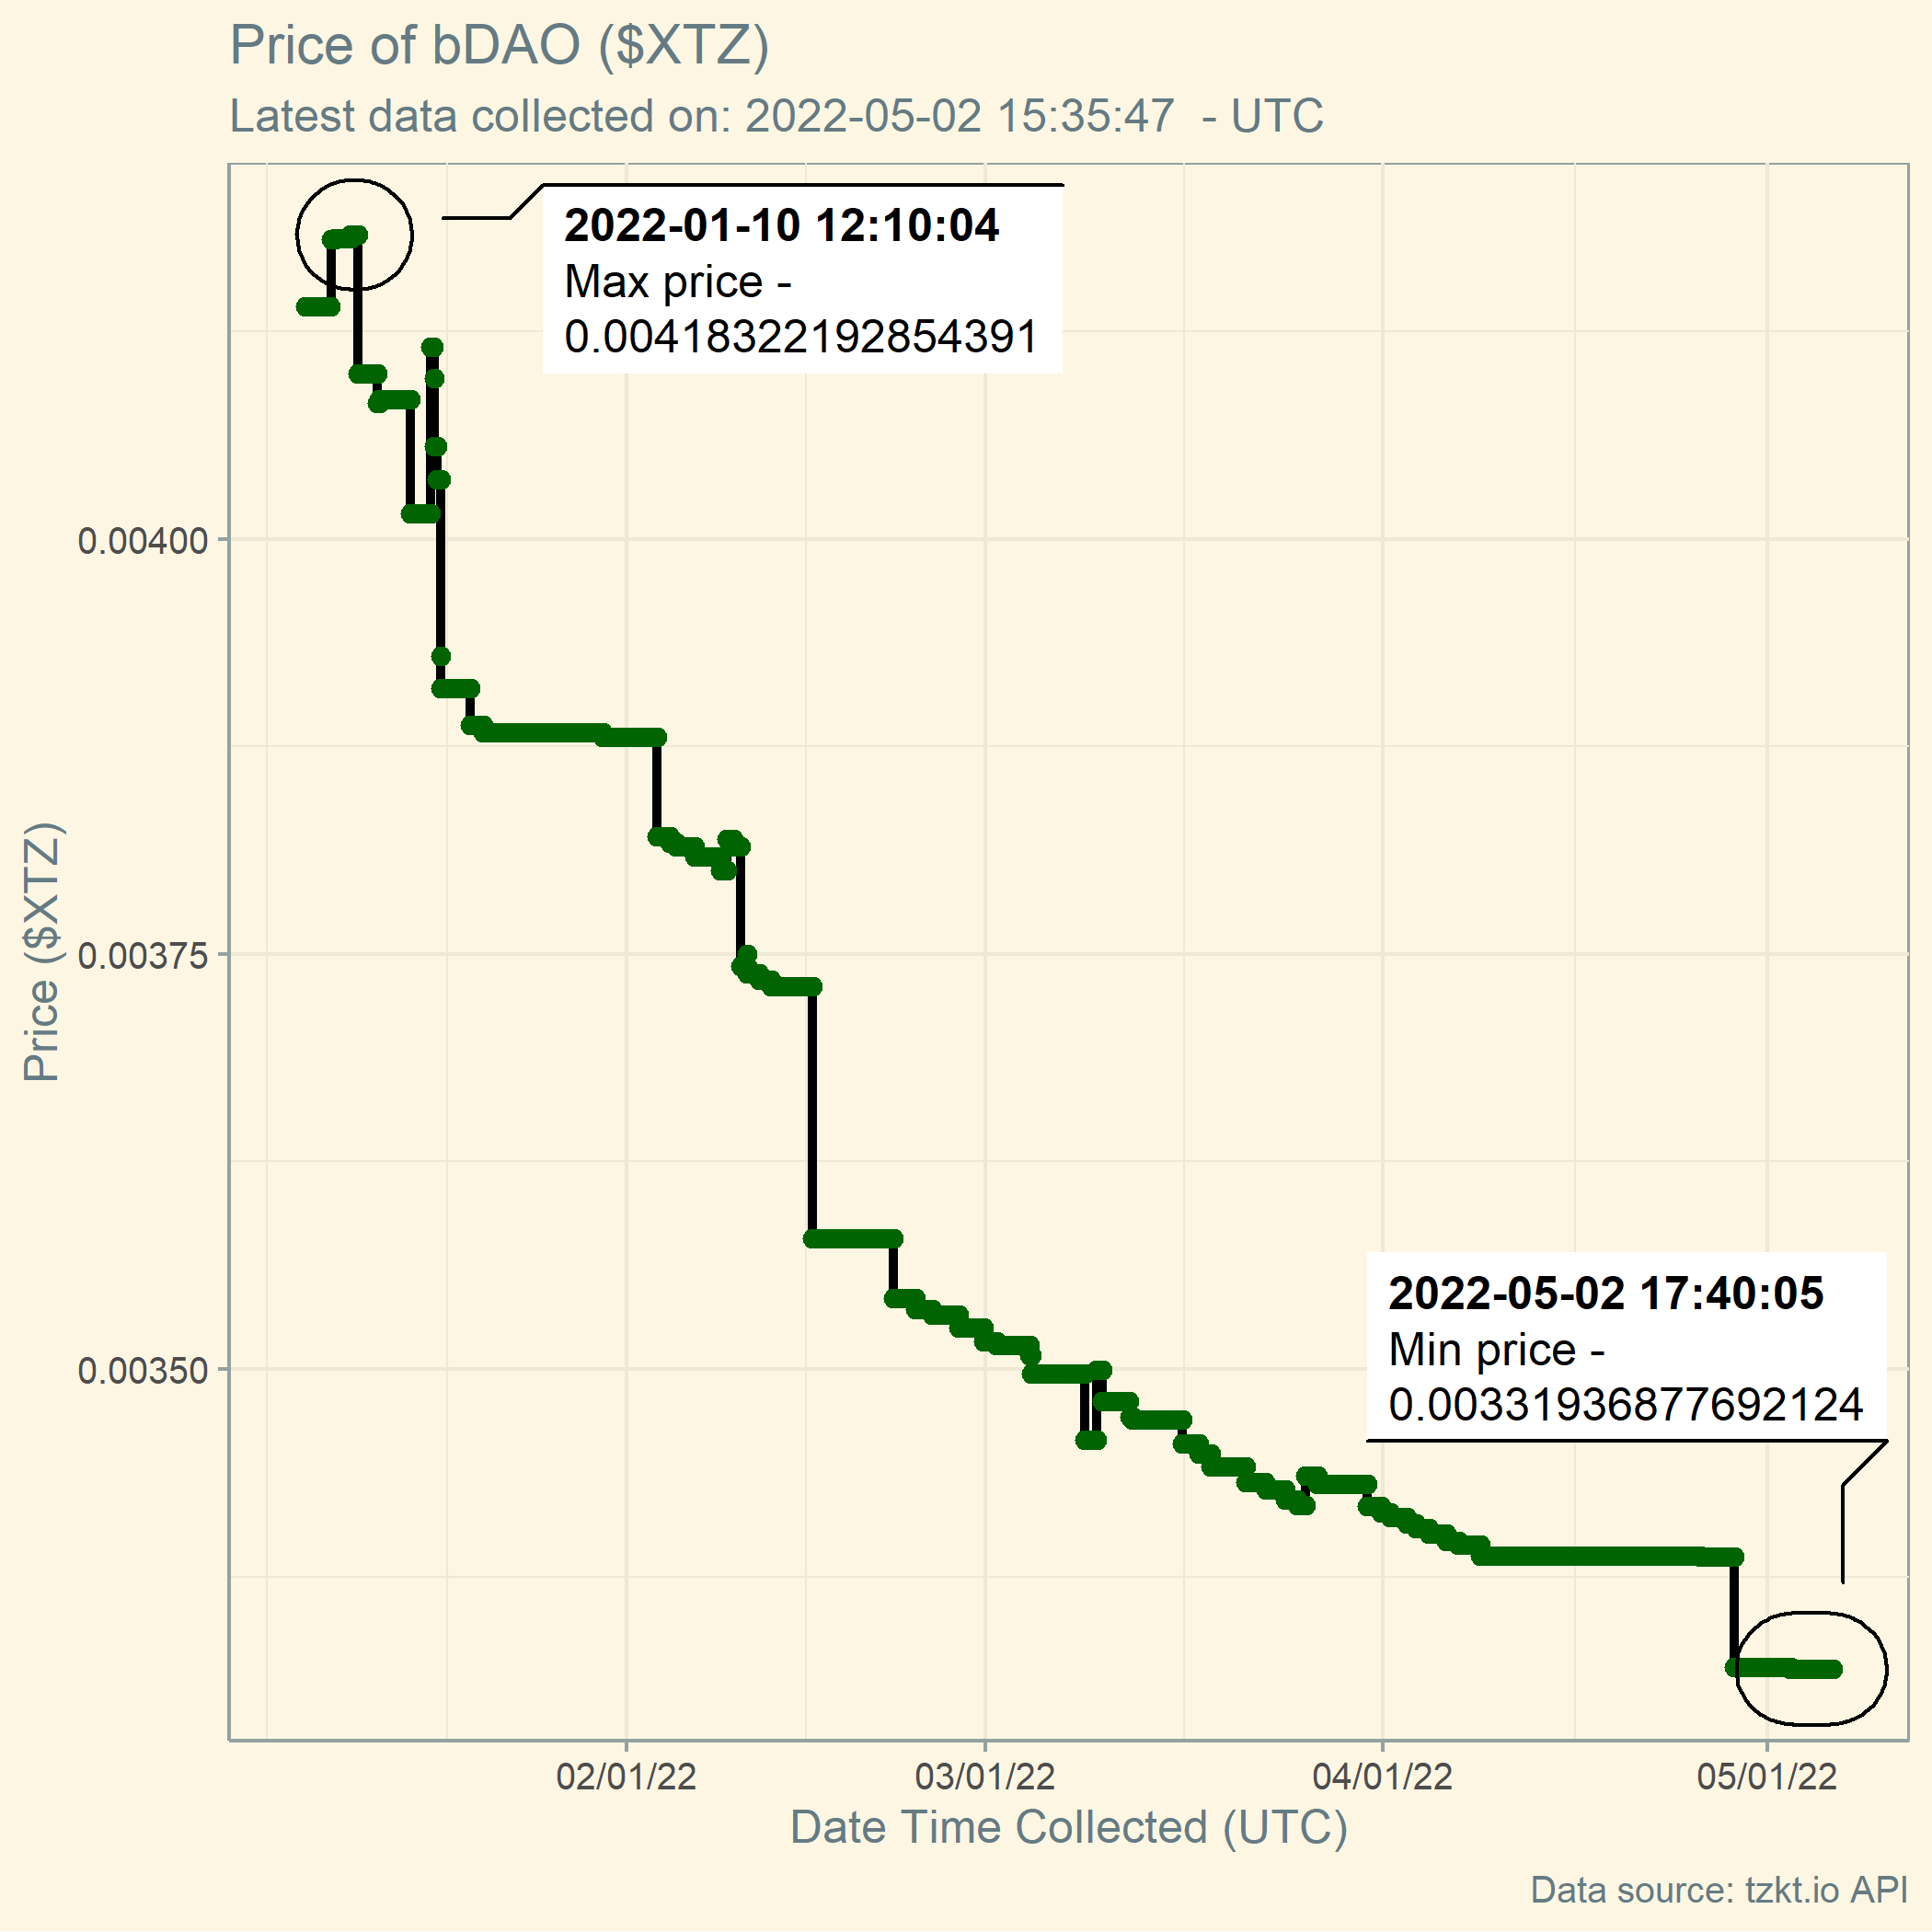 Price of bDAO ($XTZ)
Latest data collected on: 2022-05-02 15:35:47  - UTC
2022-01-10 12:10:04
Max price -
0.00418322192854391
0.00400
0.00375
0.00350
Price ($XTZ)
2022-05-02 17:40:05
Min price -
0.00331936877692124
02/01/22
03/01/22
04/01/22
05/01/22
Date Time Collected (UTC)
Data source: tzkt.io API